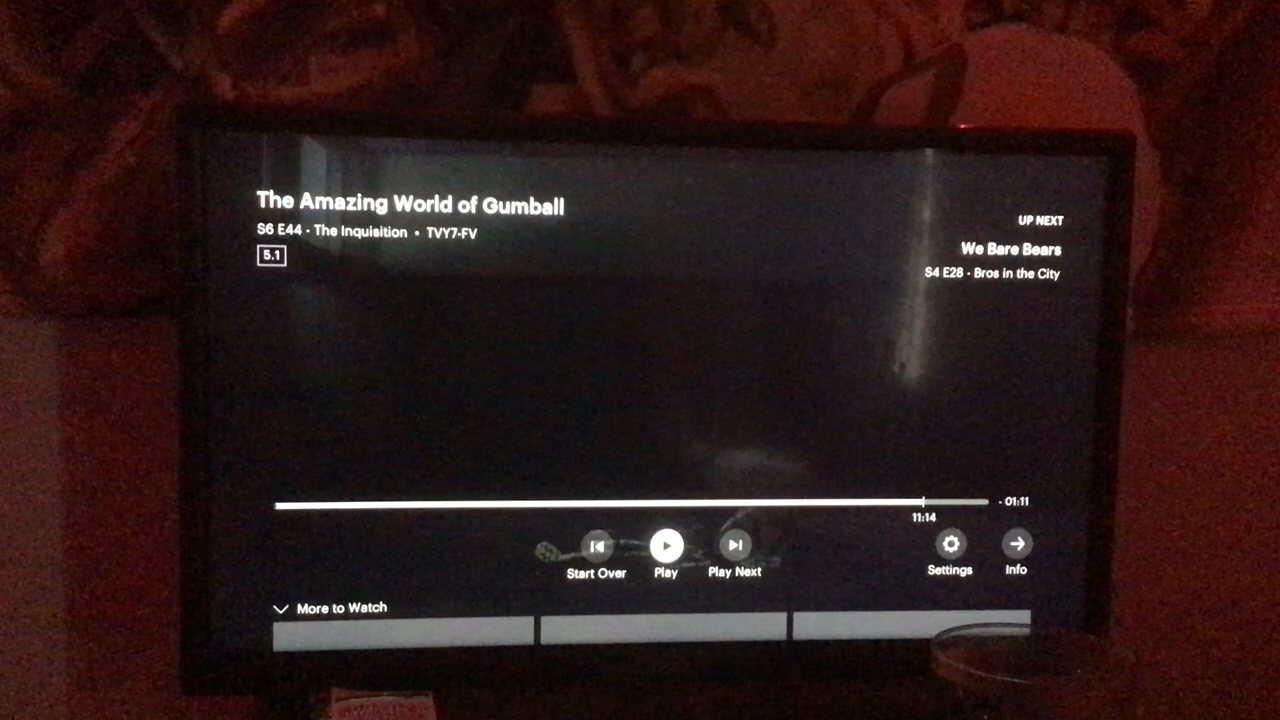 The Amazing World of Gumball
S6 E44 - The Inquisition • TVY7-FV
5.1
UP NEXT
We Bare Bears
S4 E28 - Bros in the City
- 01:11
11:14
Start Over
Play
Play Next
Settings
Info
More to Watch